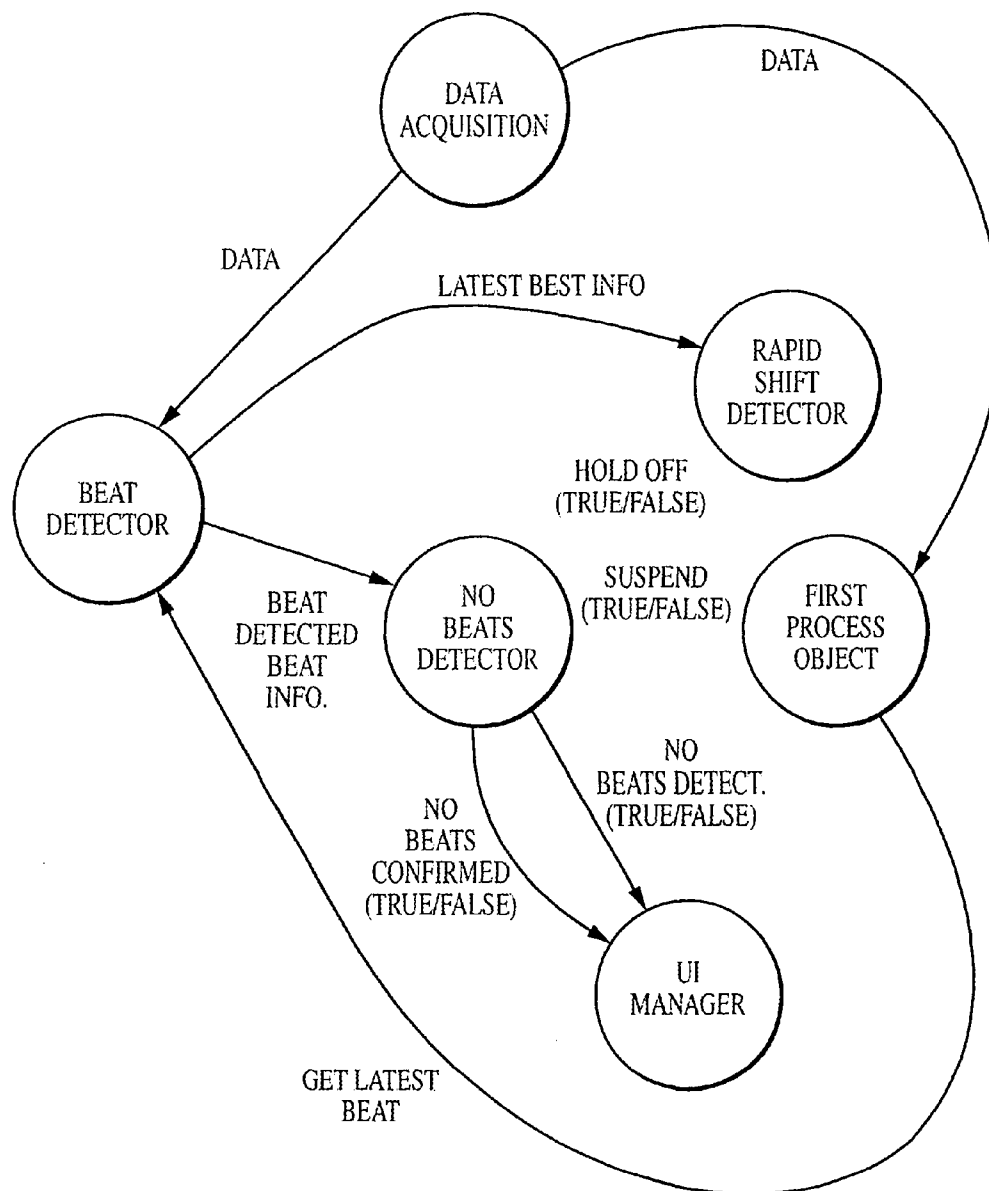 DATA
ACQUISITION
DATA
DATA
LATEST BEST INFO
RAPID
SHIFT
DETECTOR
BEAT
DETECTOR
HOLD OFF
(TRUE/FALSE)
SUSPEND
(TRUE/FALSE)
NO
BEATS
DETECTOR
FIRST
PROCESS
OBJECT
BEAT
DETECTED
BEAT
INFO.
NO
BEATS DETECT.
(TRUE/FALSE)
NO
BEATS
CONFIRMED
(TRUE/FALSE)
UI
MANAGER
GET LATEST
BEAT